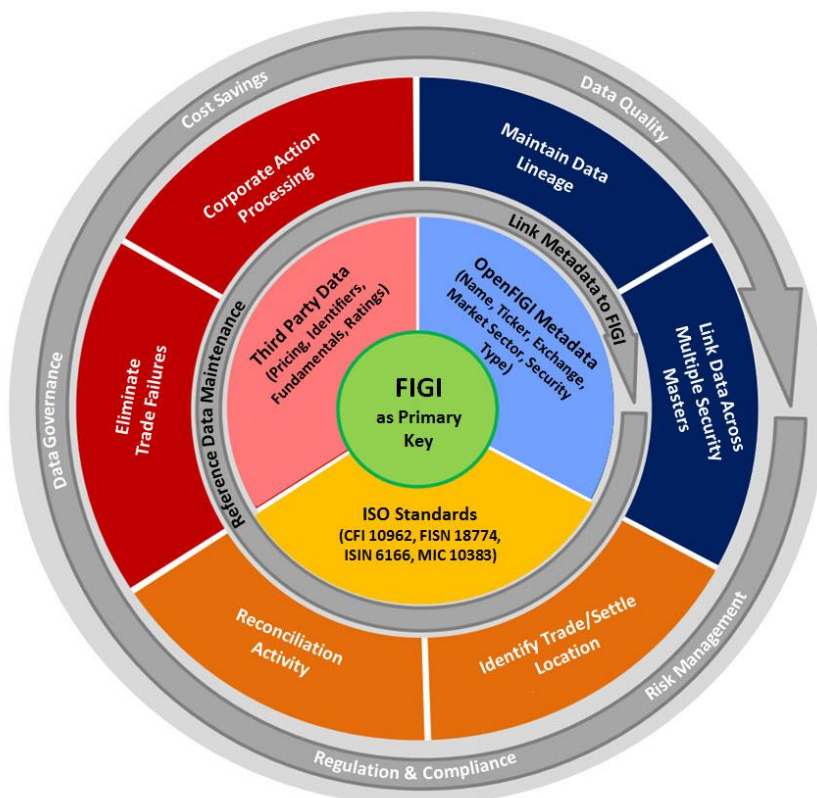 Cost Savings
Data Quality
Corporate Action
Processing
Maintain Data
Lineage
Link Metadata to FIGI
Third Party Data
(Pricing, Identifiers,
Fundamentals, Ratings)
OpenFIGI Metadata
(Name, Ticker, Exchange,
Market Sector, Security
Type)
Eliminate
Trade Failures
Reference Data Maintenance
Link Data Across
Multiple Security
Masters
FIGI
as Primary
Key
Data Governance
ISO Standards
(CFI 10962, FISN 18774,
ISIN 6166, MIC 10383)
Reconciliation
Activity
Identify Trade/Settle
Location
Risk Management
Regulation & Compliance